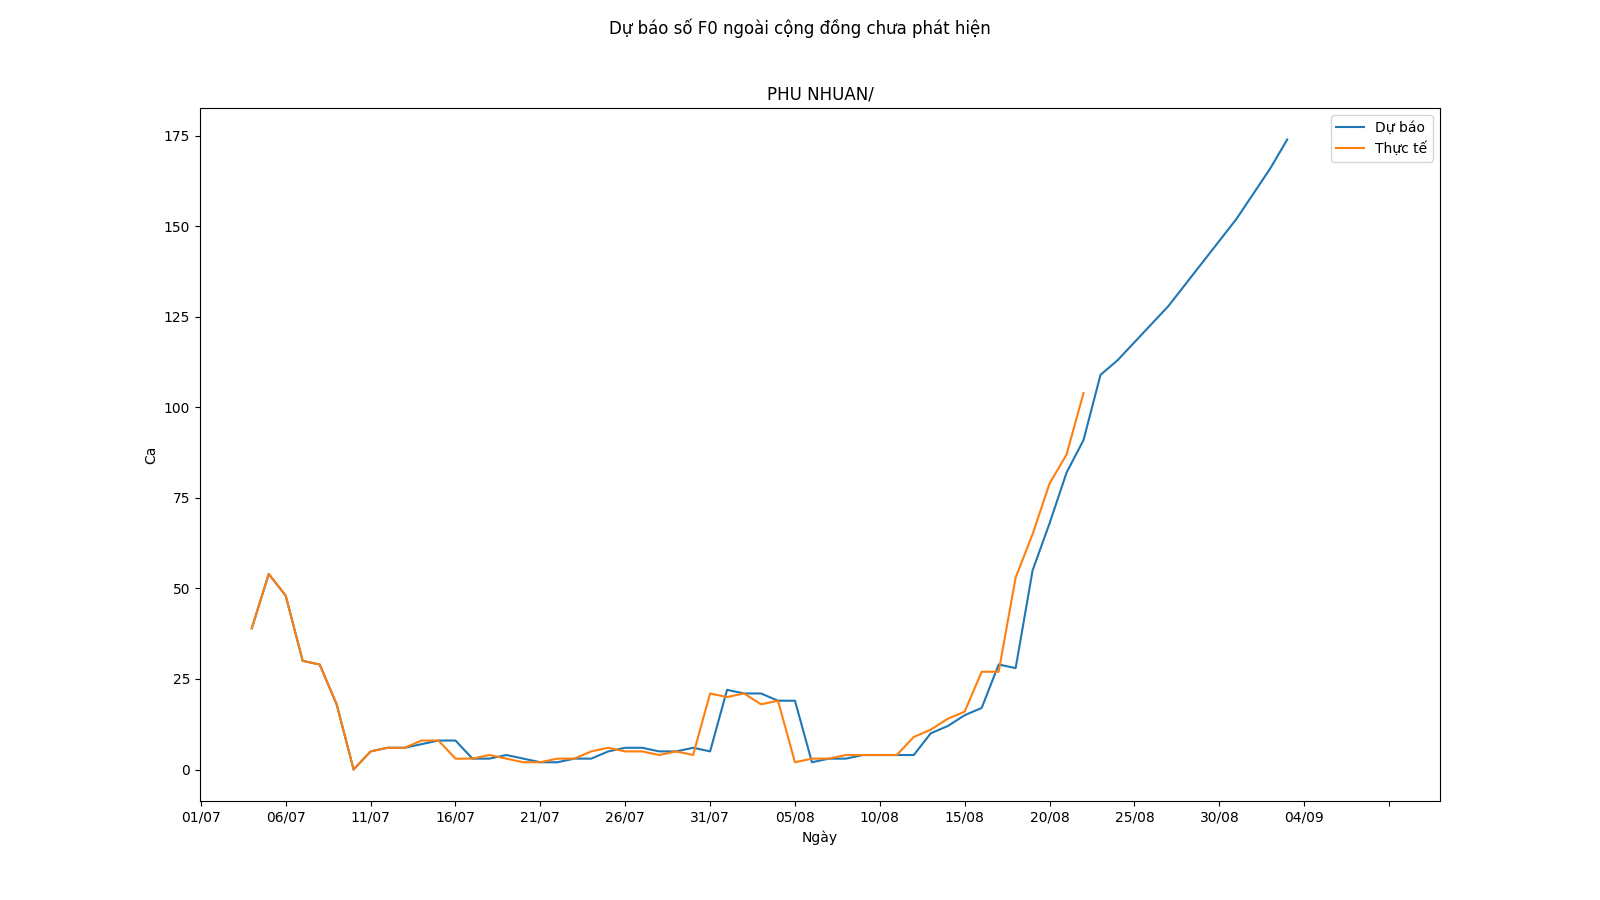 Dự báo số F0 ngoài cộng đồng chưa phát hiện
PHU NHUAN/
Dự báo
Thực tế
175
150
125
100
75
50
25
0
Ca
01/07 06/07 11/07 16/07 21/07 26/07 31/07 05/08 10/08 15/08 20/08 25/08 30/08 04/09
Ngày